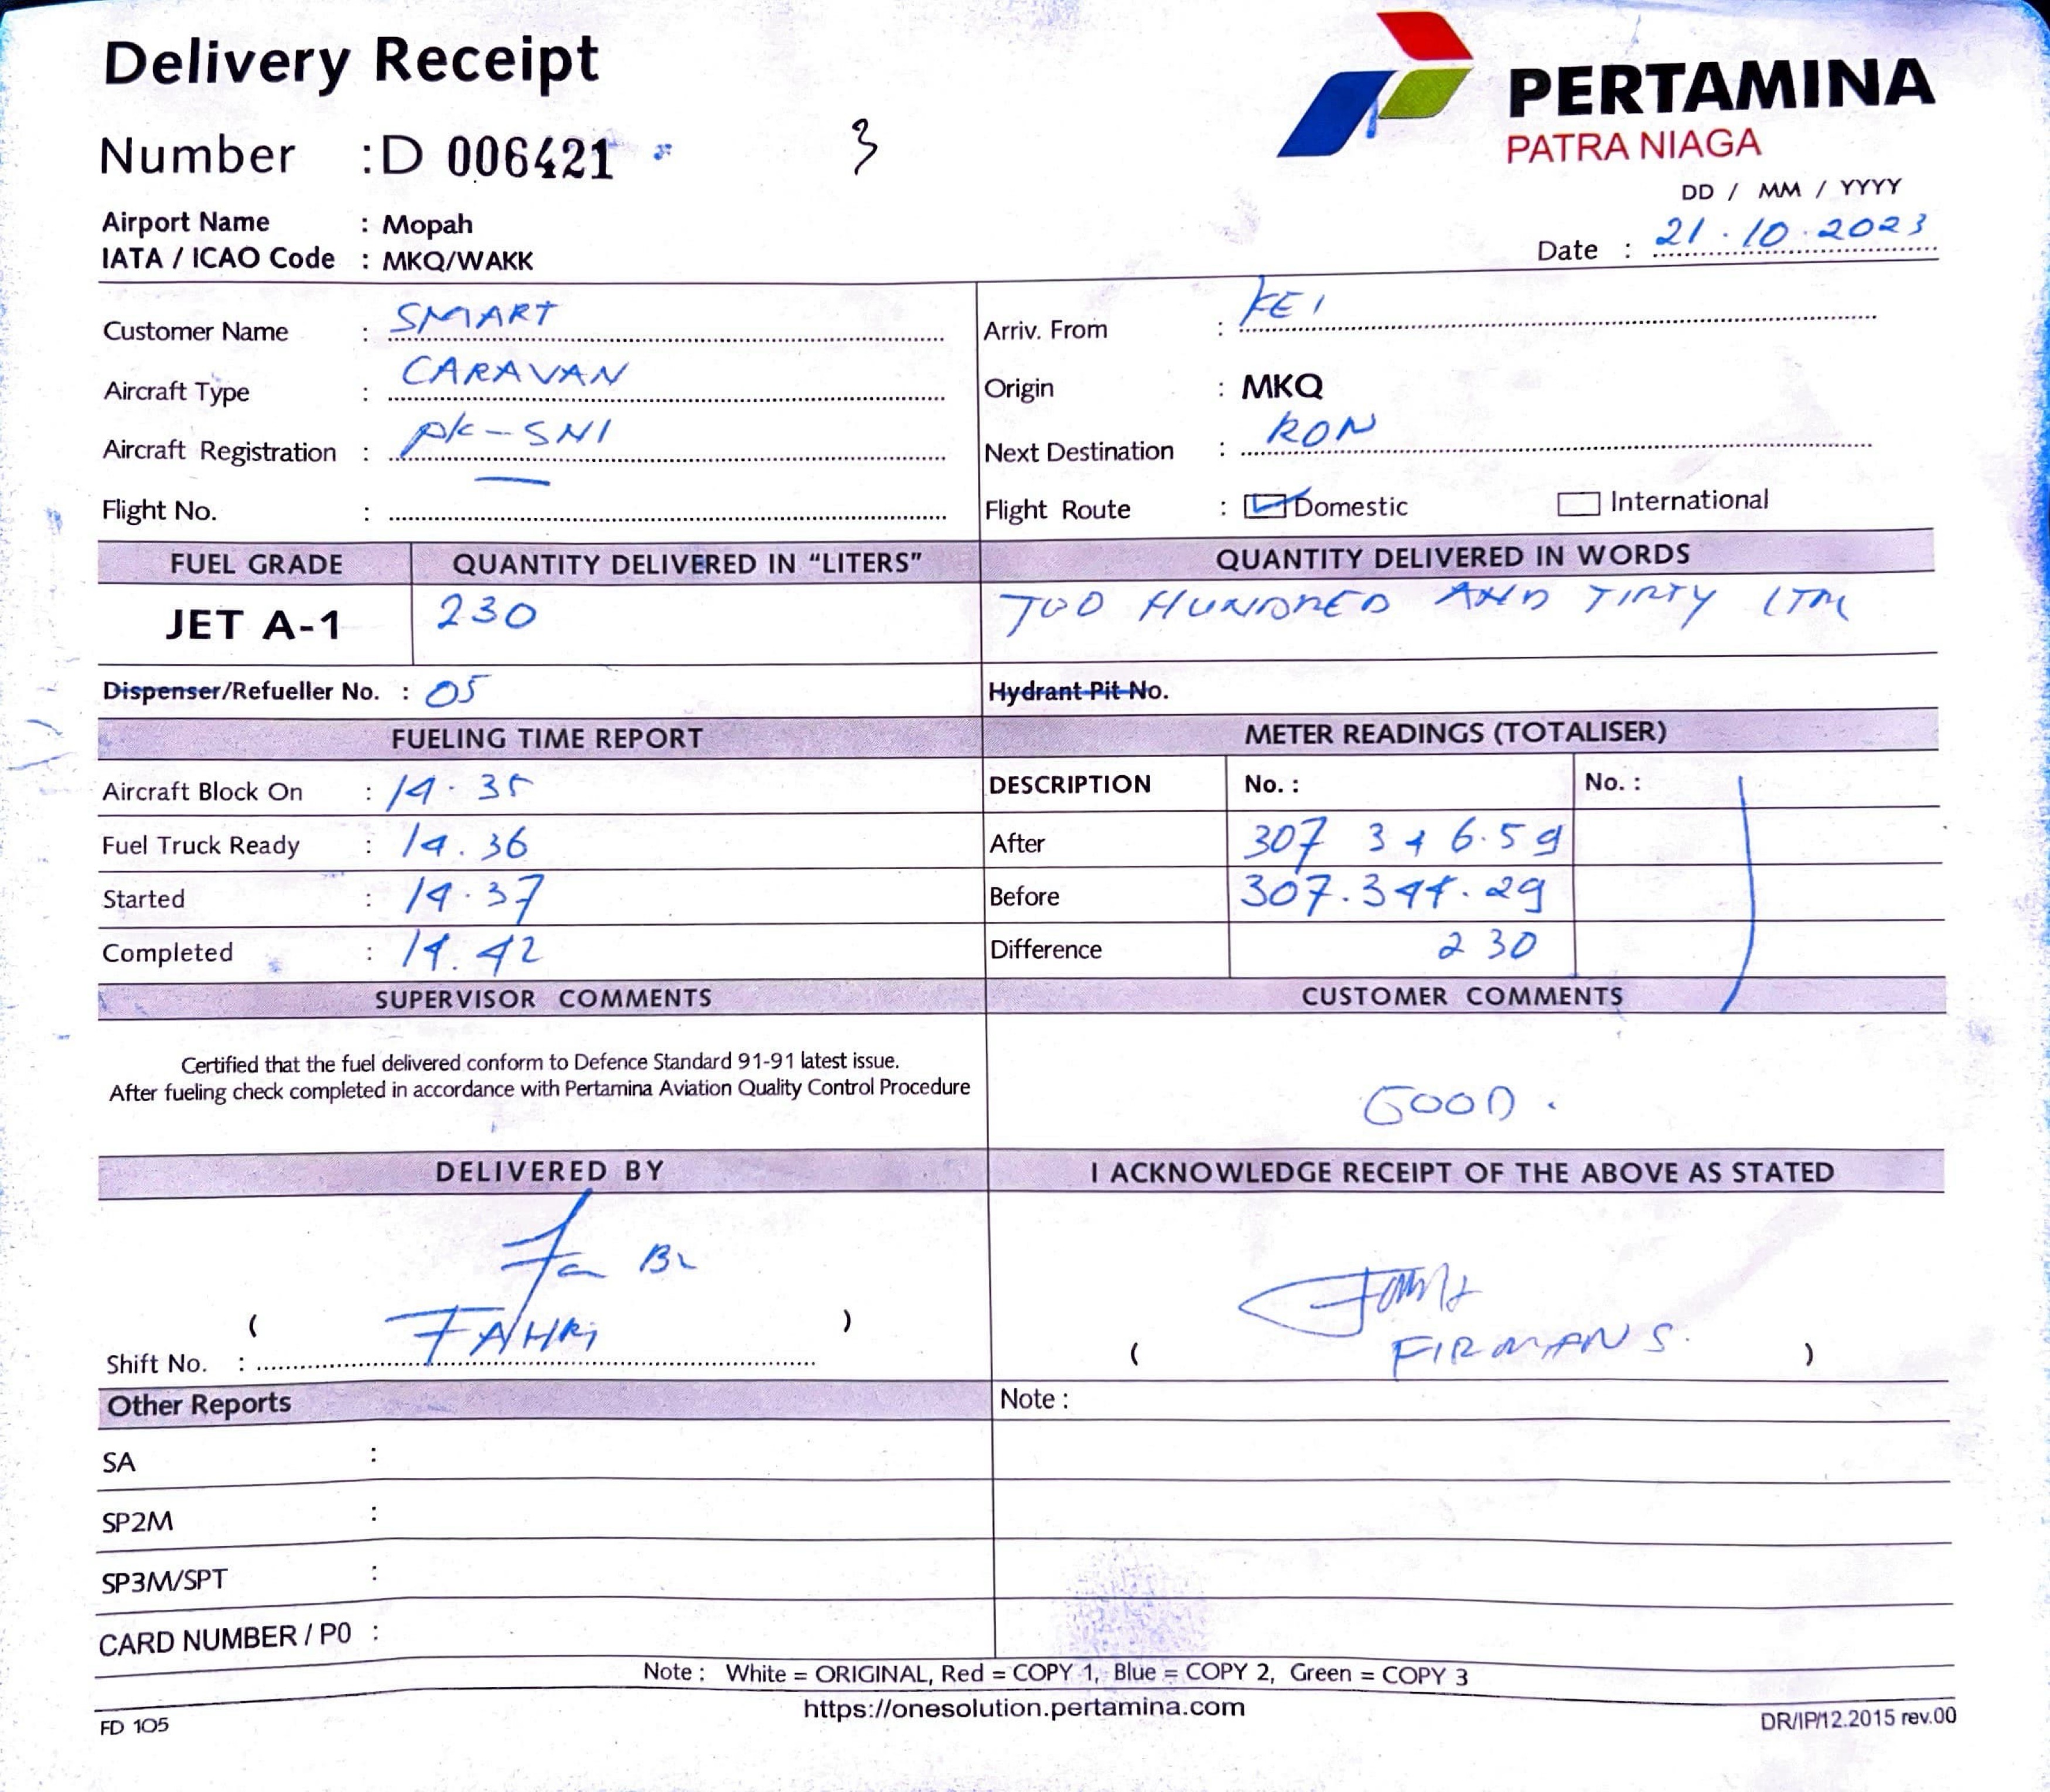 Delivery Receipt
PERTAMINA
PATRA NIAGA
Number : D 006421
3
DD / MM / YYYY
Airport Name : Mopah
IATA / ICAO Code : MKQ/WAKK
Date : 21.10.2023
Customer Name : SMART
Arriv. From : KEI
Aircraft Type : CARAVAN
Origin : MKQ
Aircraft Registration : PK-SNI
Next Destination : RON
Flight No. :
Flight Route : Domestic International
FUEL GRADE QUANTITY DELIVERED IN "LITERS" QUANTITY DELIVERED IN WORDS
JET A-1 230 TOO HUNDRED AND TIRTY LTR
Dispenser/Refueller No. : 05 Hydrant Pit No.
FUELING TIME REPORT METER READINGS (TOTALISER)
Aircraft Block On : 14.35 DESCRIPTION No. : No. :
Fuel Truck Ready : 14.36 After 307 3 6.59
Started : 14.37 Before 307.344.29
Completed : 14.42 Difference 230
SUPERVISOR COMMENTS CUSTOMER COMMENTS
Certified that the fuel delivered conform to Defence Standard 91-91 latest issue.
After fueling check completed in accordance with Pertamina Aviation Quality Control Procedure
GOOD.
DELIVERED BY I ACKNOWLEDGE RECEIPT OF THE ABOVE AS STATED
( FAHRi )
Shift No. :
( FIRMAN S. )
Other Reports Note :
SA :
SP2M :
SP3M/SPT :
CARD NUMBER / P0 :
Note : White = ORIGINAL, Red = COPY 1, Blue = COPY 2, Green = COPY 3
https://onesolution.pertamina.com
FD 105 DR/IP/12.2015 rev.00